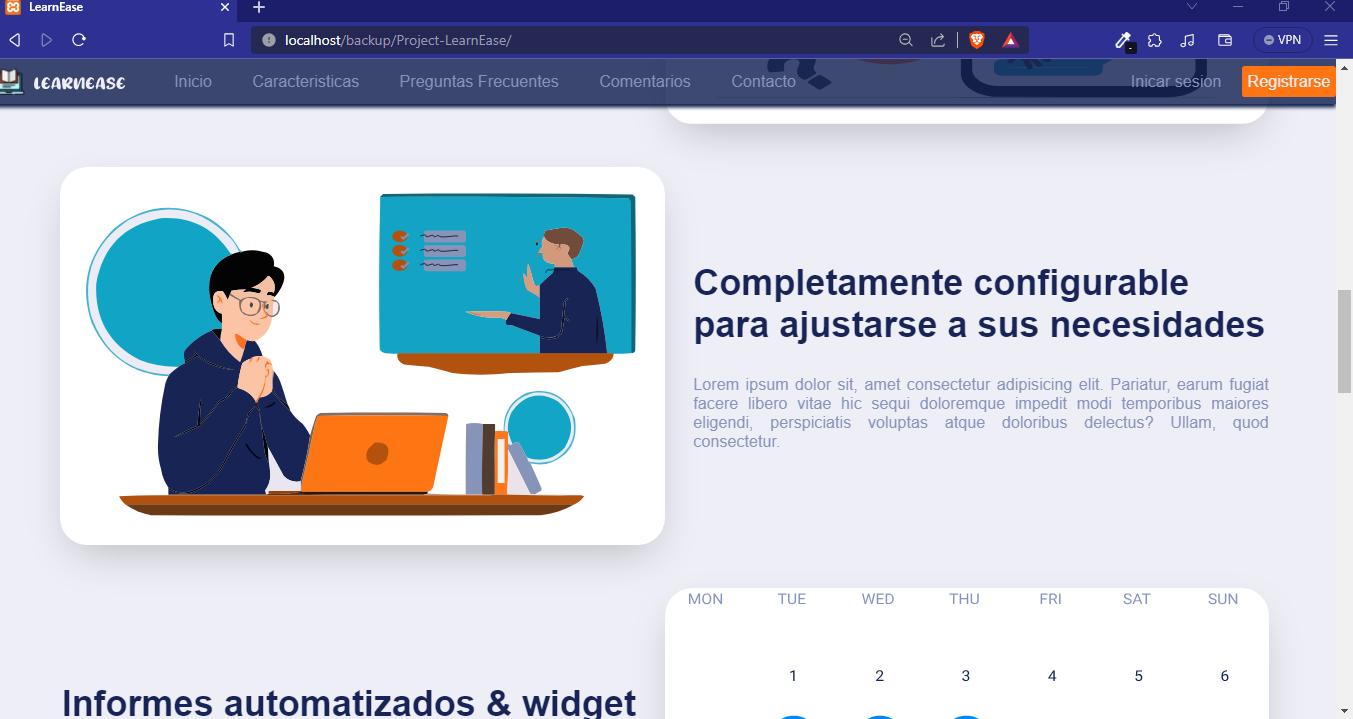 LearnEase
localhost/backup/Project-LearnEase/
VPN
LEARNEASE
Inicio
Caracteristicas
Preguntas Frecuentes
Comentarios
Contacto
Inicar sesion
Registrarse
Completamente configurable
para ajustarse a sus necesidades
Lorem ipsum dolor sit, amet consectetur adipisicing elit. Pariatur, earum fugiat
facere libero vitae hic sequi doloremque impedit modi temporibus maiores
eligendi, perspiciatis voluptas atque doloribus delectus? Ullam, quod
consectetur.
MON TUE WED THU FRI SAT SUN
1 2 3 4 5 6
Informes automatizados & widget